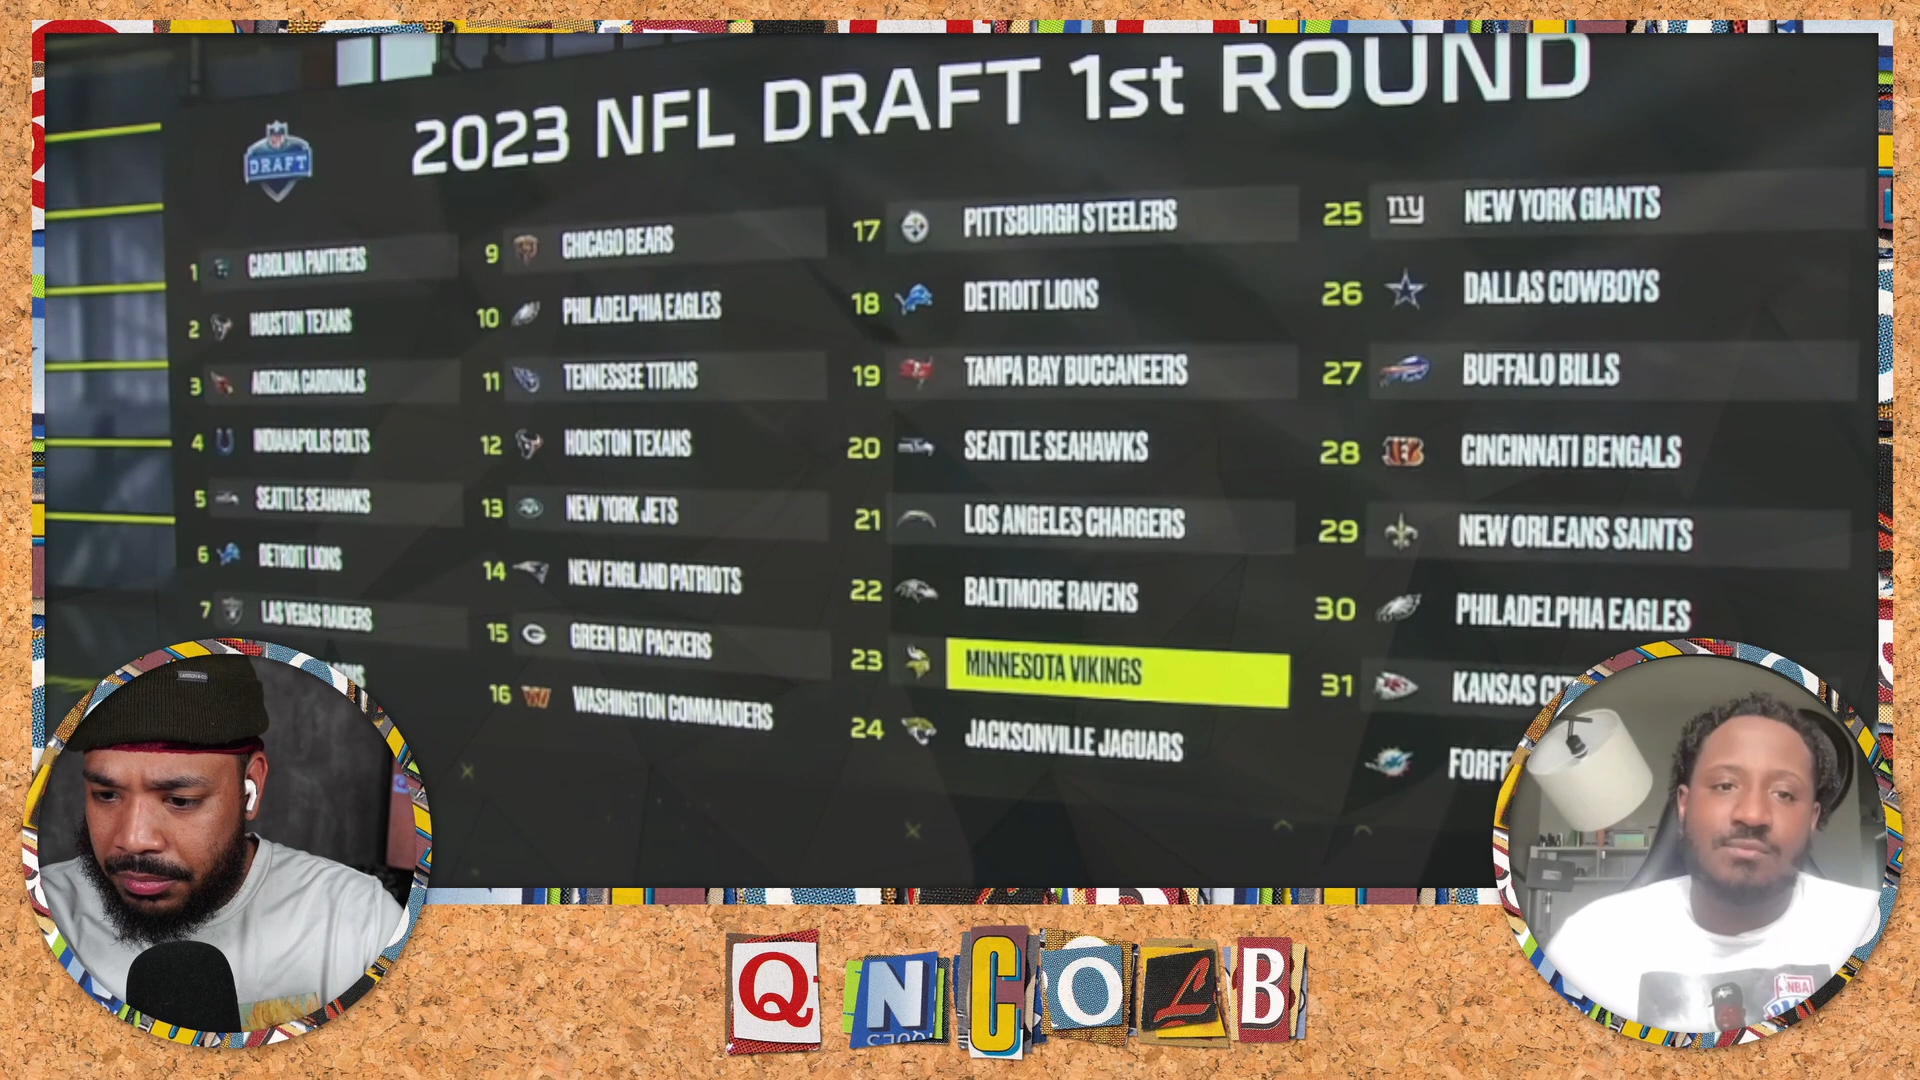 2023 NFL DRAFT 1st ROUND
DRAFT
1 CAROLINA PANTHERS
2 HOUSTON TEXANS
3 ARIZONA CARDINALS
4 INDIANAPOLIS COLTS
5 SEATTLE SEAHAWKS
6 DETROIT LIONS
7 LAS VEGAS RAIDERS
9 CHICAGO BEARS
10 PHILADELPHIA EAGLES
11 TENNESSEE TITANS
12 HOUSTON TEXANS
13 NEW YORK JETS
14 NEW ENGLAND PATRIOTS
15 G GREEN BAY PACKERS
16 W WASHINGTON COMMANDERS
17 PITTSBURGH STEELERS
18 DETROIT LIONS
19 TAMPA BAY BUCCANEERS
20 SEATTLE SEAHAWKS
21 LOS ANGELES CHARGERS
22 BALTIMORE RAVENS
23 MINNESOTA VIKINGS
24 JACKSONVILLE JAGUARS
25 ny NEW YORK GIANTS
26 DALLAS COWBOYS
27 BUFFALO BILLS
28 B CINCINNATI BENGALS
29 NEW ORLEANS SAINTS
30 PHILADELPHIA EAGLES
31 KANSAS CI
FORF
NBA
Q N C O L B